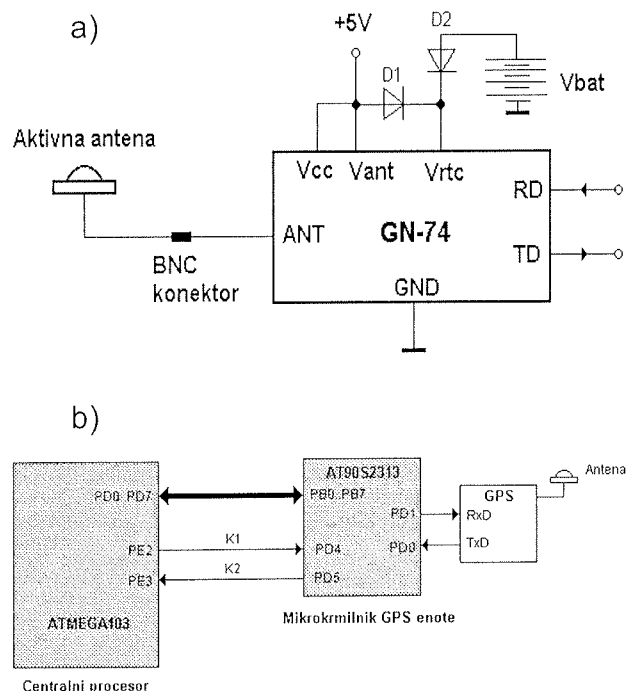 a)
+5V
D2
D1
Vbat
Aktivna antena
Vcc
Vant
Vrtc
RD
ANT
GN-74
TD
BNC
konektor
GND
b)
AT90S2313
Antena
PD0..PD7
PB0..PB7
GPS
PD1
RxD
PE2
K1
PD4
PD0
TxD
PE3
K2
PD5
ATMEGA103
Mikrokrmilnik GPS enote
Centralni procesor